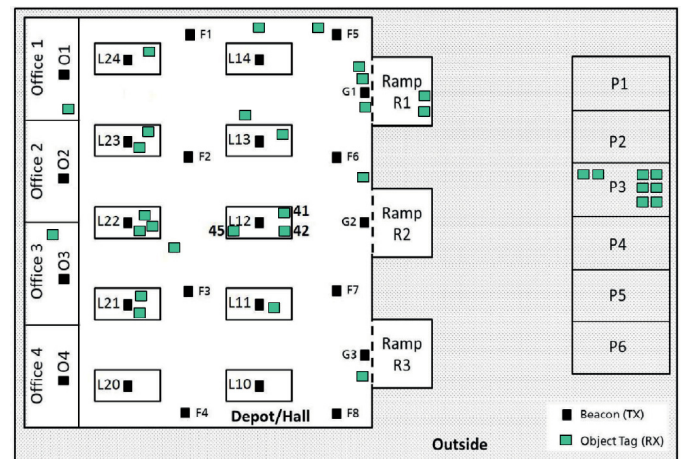 Office 1
O1
L24
F1
L14
F5
G1
Ramp
R1
P1
Office 2
O2
L23
F2
L13
F6
P2
P3
Office 3
O3
L22
45
L12
41
42
G2
Ramp
R2
P4
L21
F3
L11
F7
P5
Office 4
O4
L20
F4
L10
G3
Ramp
R3
P6
Depot/Hall
F8
Outside
Beacon (TX)
Object Tag (RX)